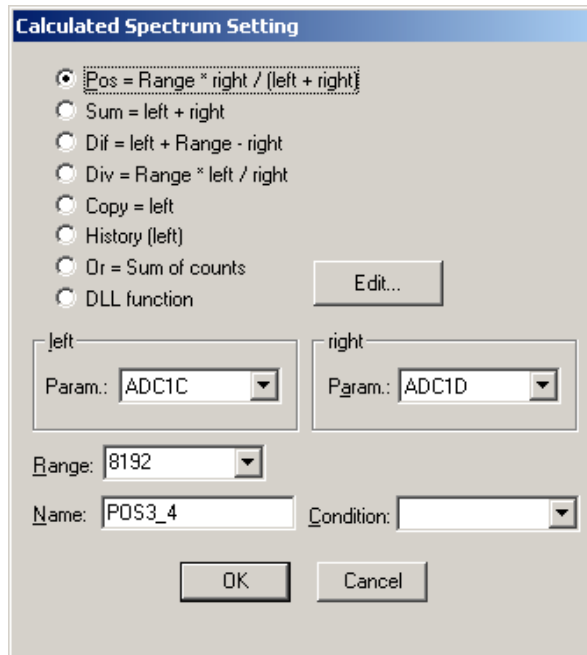 Calculated Spectrum Setting
Pos = Range * right / (left + right)
Sum = left + right
Dif = left + Range - right
Div = Range * left / right
Copy = left
History (left)
Or = Sum of counts
DLL function
Edit...
left
right
Param.: ADC1C
Param.: ADC1D
Range: 8192
Name: POS3_4 Condition:
OK Cancel